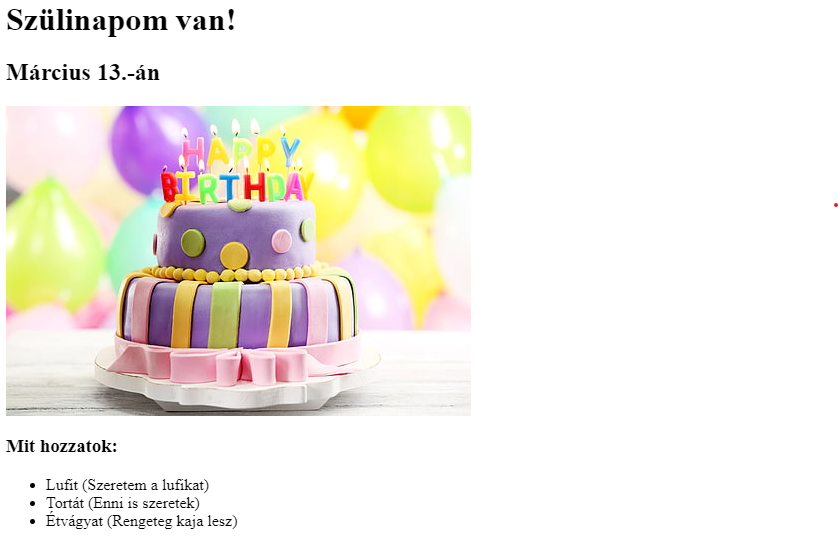 Szülinapom van!
Március 13.-án
HAPPY
BIRTHDAY
Mit hozzatok:
Lufit (Szeretem a lufikat)
Tortát (Enni is szeretek)
Étvágyat (Rengeteg kaja lesz)